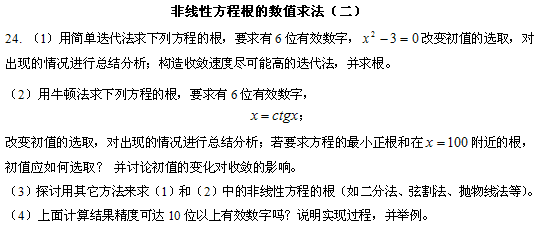 非线性方程根的数值求法（二）
24. （1）用简单迭代法求下列方程的根，要求有 6 位有效数字， x² − 3 = 0 改变初值的选取，对
出现的情况进行总结分析；构造收敛速度尽可能高的迭代法，并求根。
（2）用牛顿法求下列方程的根，要求有 6 位有效数字，
x = ctgx；
改变初值的选取，对出现的情况进行总结分析；若要求方程的最小正根和在 x = 100 附近的根，
初值应如何选取？ 并讨论初值的变化对收敛的影响。
（3）探讨用其它方法来求（1）和（2）中的非线性方程的根（如二分法、弦割法、抛物线法等）。
（4）上面计算结果精度可达 10 位以上有效数字吗？说明实现过程，并举例。